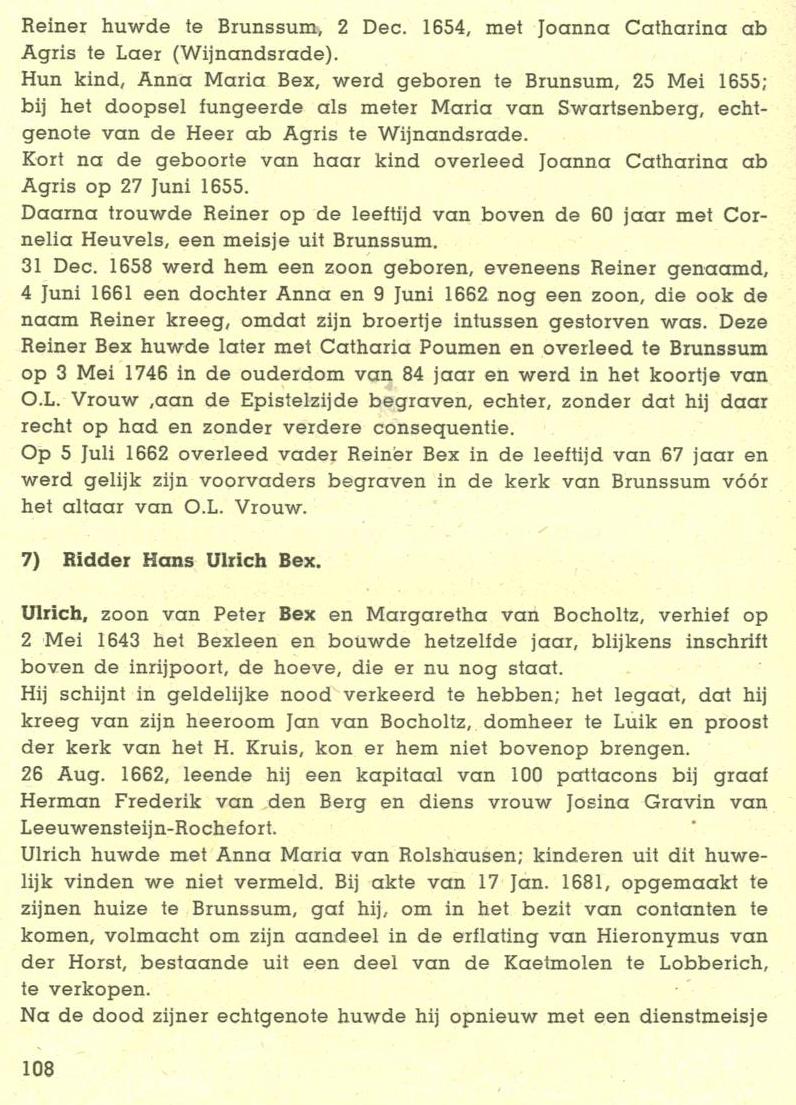 Reiner huwde te Brunssum, 2 Dec. 1654, met Joanna Catharina ab
Agris te Laer (Wijnandsrade).
Hun kind, Anna Maria Bex, werd geboren te Brunsum, 25 Mei 1655;
bij het doopsel fungeerde als meter Maria van Swartsenberg, echt-
genote van de Heer ab Agris te Wijnandsrade.
Kort na de geboorte van haar kind overleed Joanna Catharina ab
Agris op 27 Juni 1655.
Daarna trouwde Reiner op de leeftijd van boven de 60 jaar met Cor-
nelia Heuvels, een meisje uit Brunssum.
31 Dec. 1658 werd hem een zoon geboren, eveneens Reiner genaamd,
4 Juni 1661 een dochter Anna en 9 Juni 1662 nog een zoon, die ook de
naam Reiner kreeg, omdat zijn broertje intussen gestorven was. Deze
Reiner Bex huwde later met Catharia Poumen en overleed te Brunssum
op 3 Mei 1746 in de ouderdom van 84 jaar en werd in het koortje van
O.L. Vrouw ,aan de Epistelzijde begraven, echter, zonder dat hij daar
recht op had en zonder verdere consequentie.
Op 5 Juli 1662 overleed vader Reiner Bex in de leeftijd van 67 jaar en
werd gelijk zijn voorvaders begraven in de kerk van Brunssum vóór
het altaar van O.L. Vrouw.
7) Ridder Hans Ulrich Bex.
Ulrich, zoon van Peter Bex en Margaretha van Bocholtz, verhief op
2 Mei 1643 het Bexleen en bouwde hetzelfde jaar, blijkens inschrift
boven de inrijpoort, de hoeve, die er nu nog staat.
Hij schijnt in geldelijke nood verkeerd te hebben; het legaat, dat hij
kreeg van zijn heeroom Jan van Bocholtz, domheer te Luik en proost
der kerk van het H. Kruis, kon er hem niet bovenop brengen.
26 Aug. 1662, leende hij een kapitaal van 100 pattacons bij graaf
Herman Frederik van den Berg en diens vrouw Josina Gravin van
Leeuwensteijn-Rochefort.
Ulrich huwde met Anna Maria van Rolshausen; kinderen uit dit huwe-
lijk vinden we niet vermeld. Bij akte van 17 Jan. 1681, opgemaakt te
zijnen huize te Brunssum, gaf hij, om in het bezit van contanten te
komen, volmacht om zijn aandeel in de erflating van Hieronymus van
der Horst, bestaande uit een deel van de Kaetmolen te Lobberich,
te verkopen.
Na de dood zijner echtgenote huwde hij opnieuw met een dienstmeisje
108